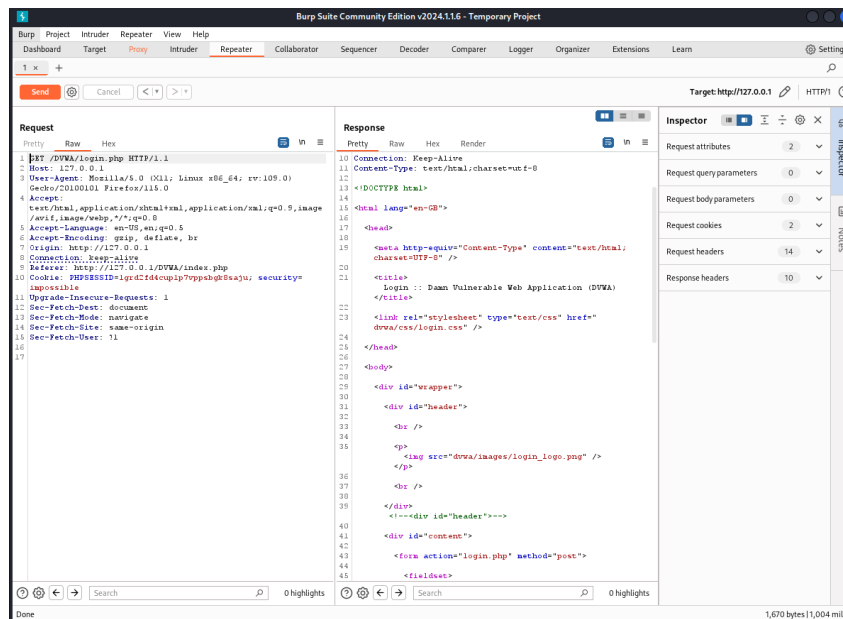 Burp Suite Community Edition v2024.1.1.6 - Temporary Project
Burp Project Intruder Repeater View Help
Dashboard Target Proxy Intruder Repeater Collaborator Sequencer Decoder Comparer Logger Organizer Extensions Learn Setting
1 × +
Send Cancel < > Target: http://127.0.0.1 HTTP/1
Request
Pretty Raw Hex \n
1 GET /DVWA/login.php HTTP/1.1
2 Host: 127.0.0.1
3 User-Agent: Mozilla/5.0 (X11; Linux x86_64; rv:109.0)
Gecko/20100101 Firefox/115.0
4 Accept:
text/html,application/xhtml+xml,application/xml;q=0.9,image
/avif,image/webp,*/*;q=0.8
5 Accept-Language: en-US,en;q=0.5
6 Accept-Encoding: gzip, deflate, br
7 Origin: http://127.0.0.1
8 Connection: keep-alive
9 Referer: http://127.0.0.1/DVWA/index.php
10 Cookie: PHPSESSID=lgrd2fd4cup1p7vppsbgk8saju; security=
impossible
11 Upgrade-Insecure-Requests: 1
12 Sec-Fetch-Dest: document
13 Sec-Fetch-Mode: navigate
14 Sec-Fetch-Site: same-origin
15 Sec-Fetch-User: ?1
16
17
Search 0 highlights
Response
Pretty Raw Hex Render \n
10 Connection: Keep-Alive
11 Content-Type: text/html;charset=utf-8
12
13 <!DOCTYPE html>
14
15 <html lang="en-GB">
16
17 <head>
18
19 <meta http-equiv="Content-Type" content="text/html;
charset=UTF-8" />
20
21 <title>
Login :: Damn Vulnerable Web Application (DVWA)
</title>
22
23 <link rel="stylesheet" type="text/css" href="
dvwa/css/login.css" />
24
25 </head>
26
27 <body>
28
29 <div id="wrapper">
30
31 <div id="header">
32
33 <br />
34
35 <p>
<img src="dvwa/images/login_logo.png" />
</p>
36
37 <br />
38
39 </div>
<!--<div id="header">-->
40
41 <div id="content">
42
43 <form action="login.php" method="post">
44
45 <fieldset>
Search 0 highlights
Inspector
Request attributes 2
Request query parameters 0
Request body parameters 0
Request cookies 2
Request headers 14
Response headers 10
Inspector
Notes
Done 1,670 bytes | 1,004 mil